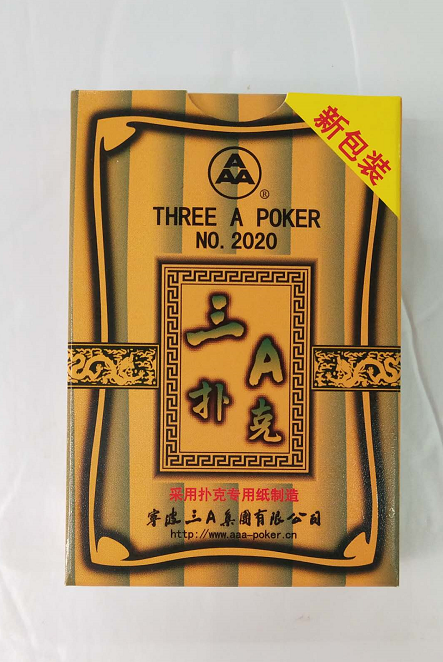 新包装
A
AA
®
THREE A POKER
NO. 2020
三A
扑克
采用扑克专用纸制造
宁波三A集团有限公司
http://www.aaa-poker.cn